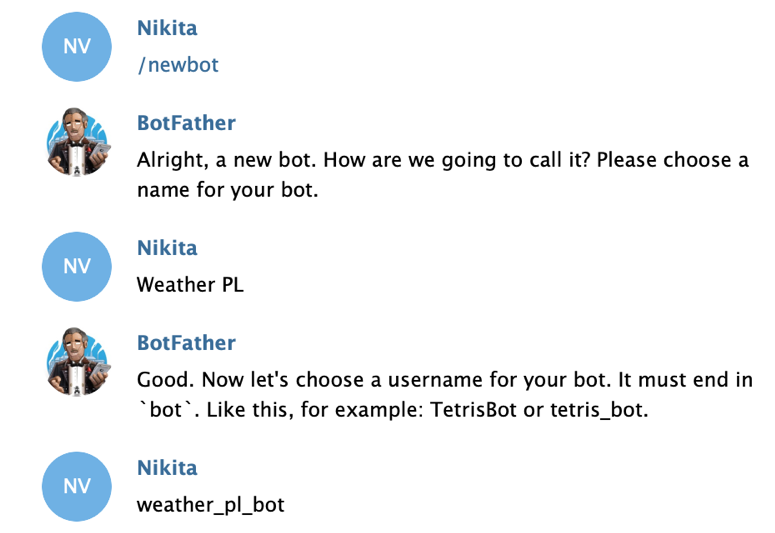 NV
Nikita
/newbot
BotFather
Alright, a new bot. How are we going to call it? Please choose a
name for your bot.
NV
Nikita
Weather PL
BotFather
Good. Now let's choose a username for your bot. It must end in
`bot`. Like this, for example: TetrisBot or tetris_bot.
NV
Nikita
weather_pl_bot